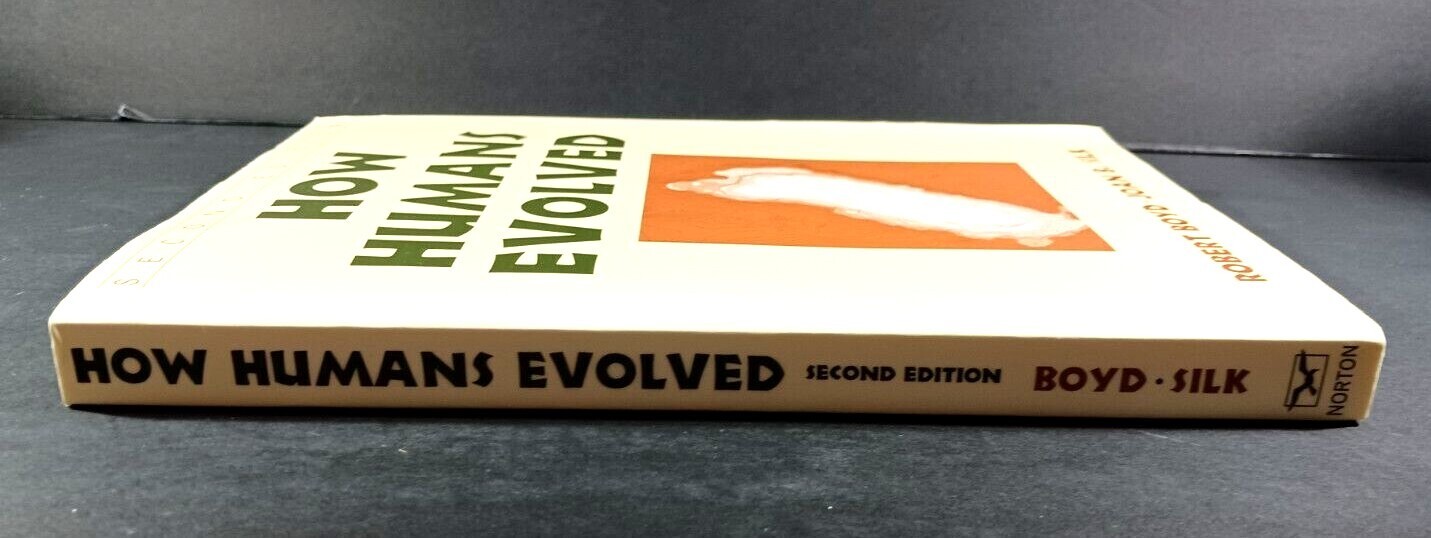 HOW
HUMANS
EVOLVED
ROBERT BOYD · JOAN B. SILK
HOW HUMANS EVOLVED SECOND EDITION BOYD · SILK NORTON